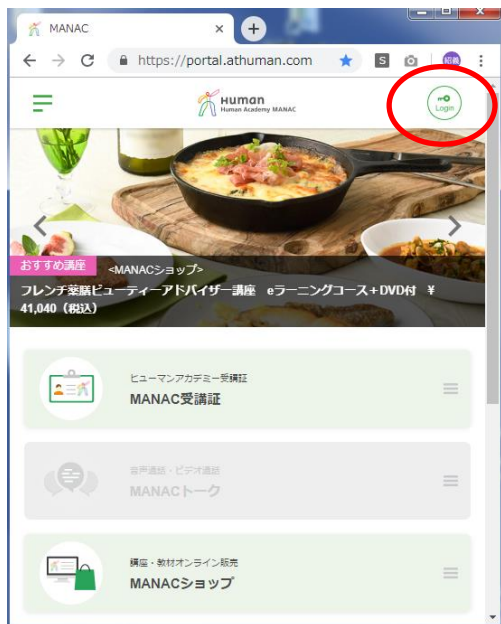 MANAC
https://portal.athuman.com
S
昭義
Human
Human Academy MANAC
Login
おすすめ講座 <MANACショップ>
フレンチ薬膳ビューティーアドバイザー講座 eラーニングコース+DVD付 ¥
41,040（税込）
ヒューマンアカデミー受講証
MANAC受講証
音声通話・ビデオ通話
MANACトーク
講座・教材オンライン販売
MANACショップ